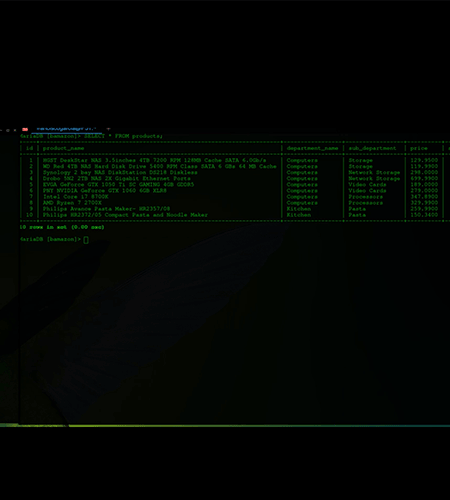 MariaDB [bamazon]> SELECT * FROM products;
| id | product_name | department_name | sub_department | price |
| 1 | HGST DeskStar NAS 3.5inches 4TB 7200 RPM 128MB Cache SATA 6.0Gb/s | Computers | Storage | 129.9500
| 2 | WD Red 4TB NAS Hard Disk Drive 5400 RPM Class SATA 6 Gbs 64 MB Cache | Computers | Storage | 119.9900
| 3 | Synology 2 bay NAS DiskStation DS218 Diskless | Computers | Network Storage | 298.0000
| 4 | Drobo 5N2 2TB NAS 2X Gigabit Ethernet Ports | Computers | Network Storage | 499.9900
| 5 | EVGA GeForce GTX 1050 Ti SC GAMING 4GB GDDR5 | Computers | Video Cards | 189.0000
| 6 | PNY NVIDIA GeForce GTX 1060 6GB XLR8 | Computers | Video Cards | 279.0000
| 7 | Intel Core i7 8700K | Computers | Processors | 347.8900
| 8 | AMD Ryzen 7 2700X | Computers | Processors | 329.9900
| 9 | Philips Avance Pasta Maker- HR2357/08 | Kitchen | Pasta | 259.9900
| 10 | Philips HR2372/05 Compact Pasta and Noodle Maker | Kitchen | Pasta | 150.3400
10 rows in set (0.00 sec)
MariaDB [bamazon]>